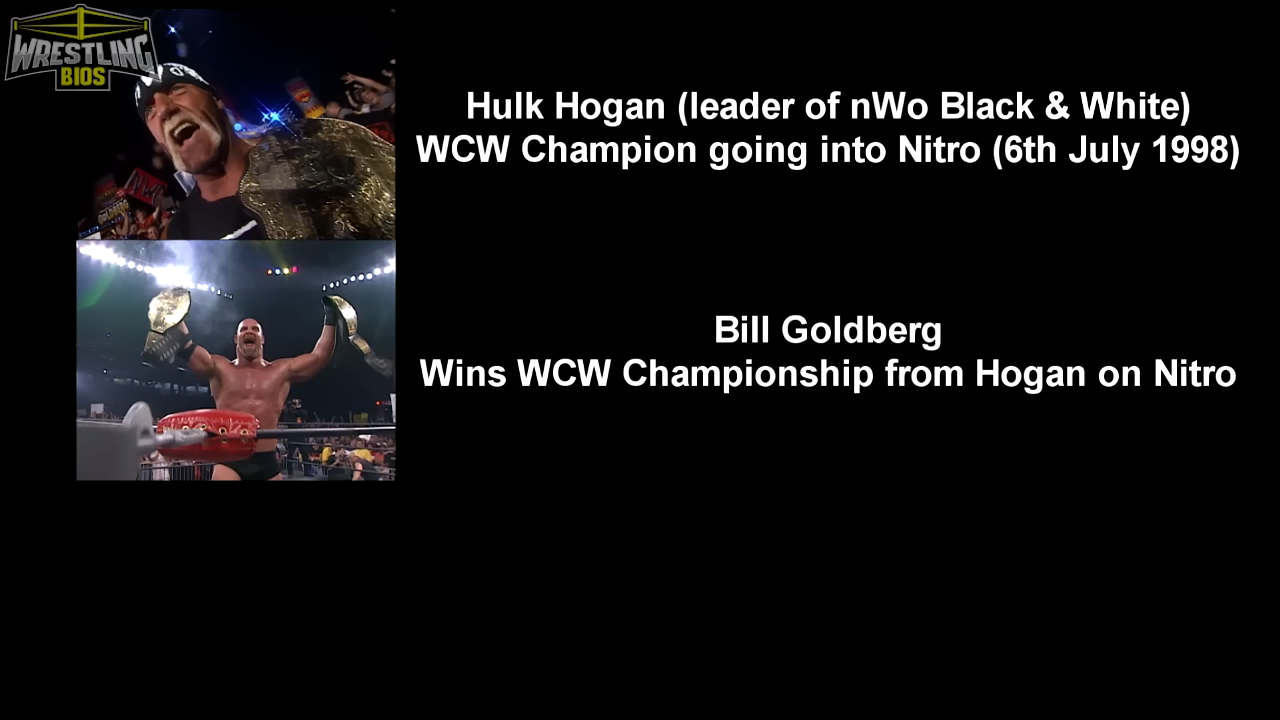 WRESTLING
BIOS
Hulk Hogan (leader of nWo Black & White)
WCW Champion going into Nitro (6th July 1998)
GOLDBERG
Bill Goldberg
Wins WCW Championship from Hogan on Nitro